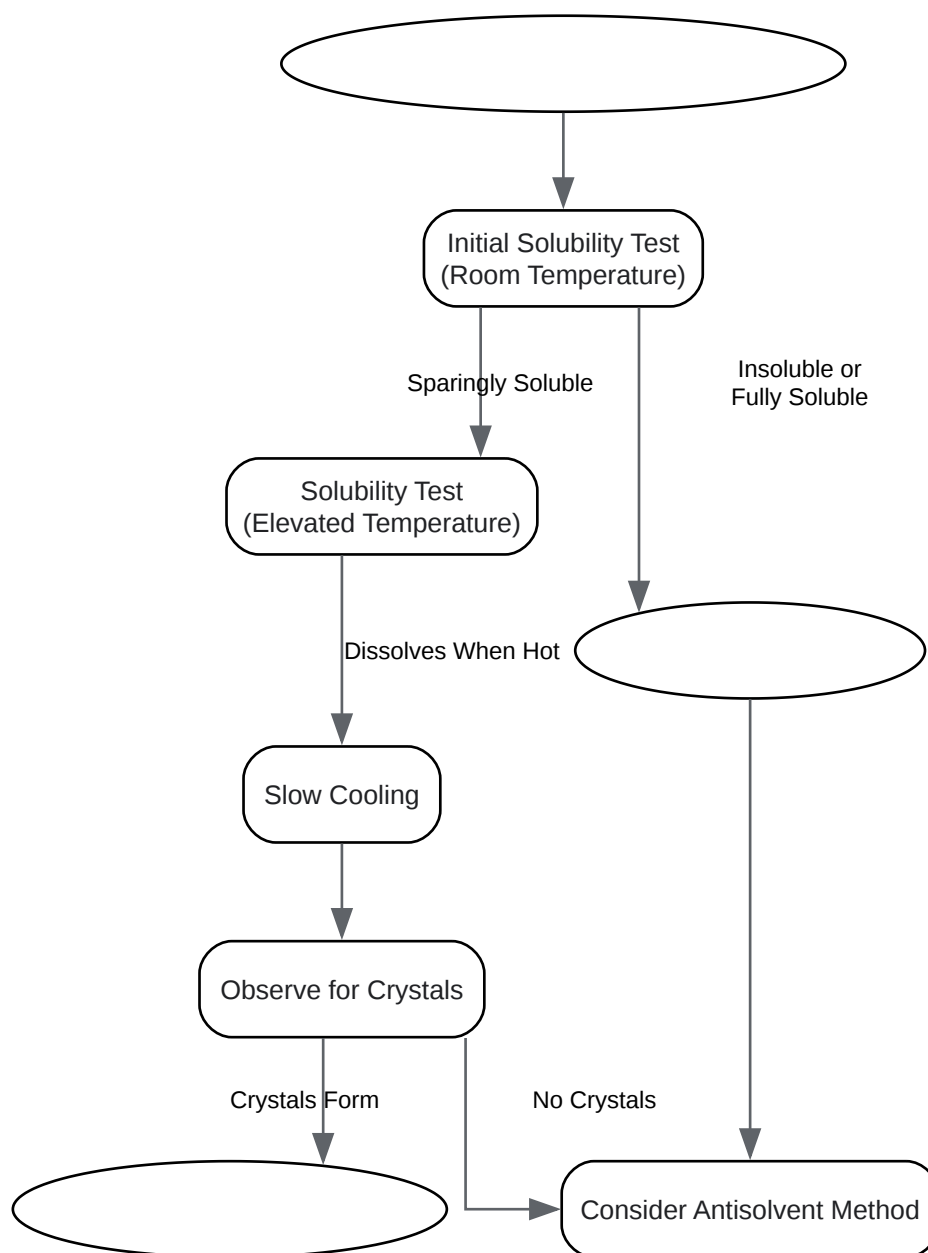 Initial Solubility Test
(Room Temperature)
Sparingly Soluble
Insoluble or
Fully Soluble
Solubility Test
(Elevated Temperature)
Dissolves When Hot
Slow Cooling
Observe for Crystals
Crystals Form
No Crystals
Consider Antisolvent Method